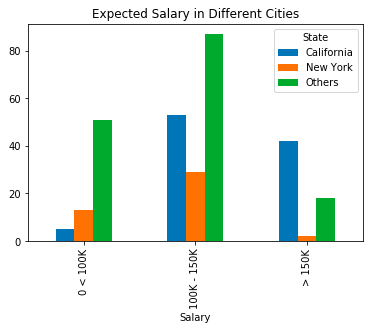 Expected Salary in Different Cities
State
California
New York
Others
80
60
40
20
0
0 < 100K
100K - 150K
> 150K
Salary